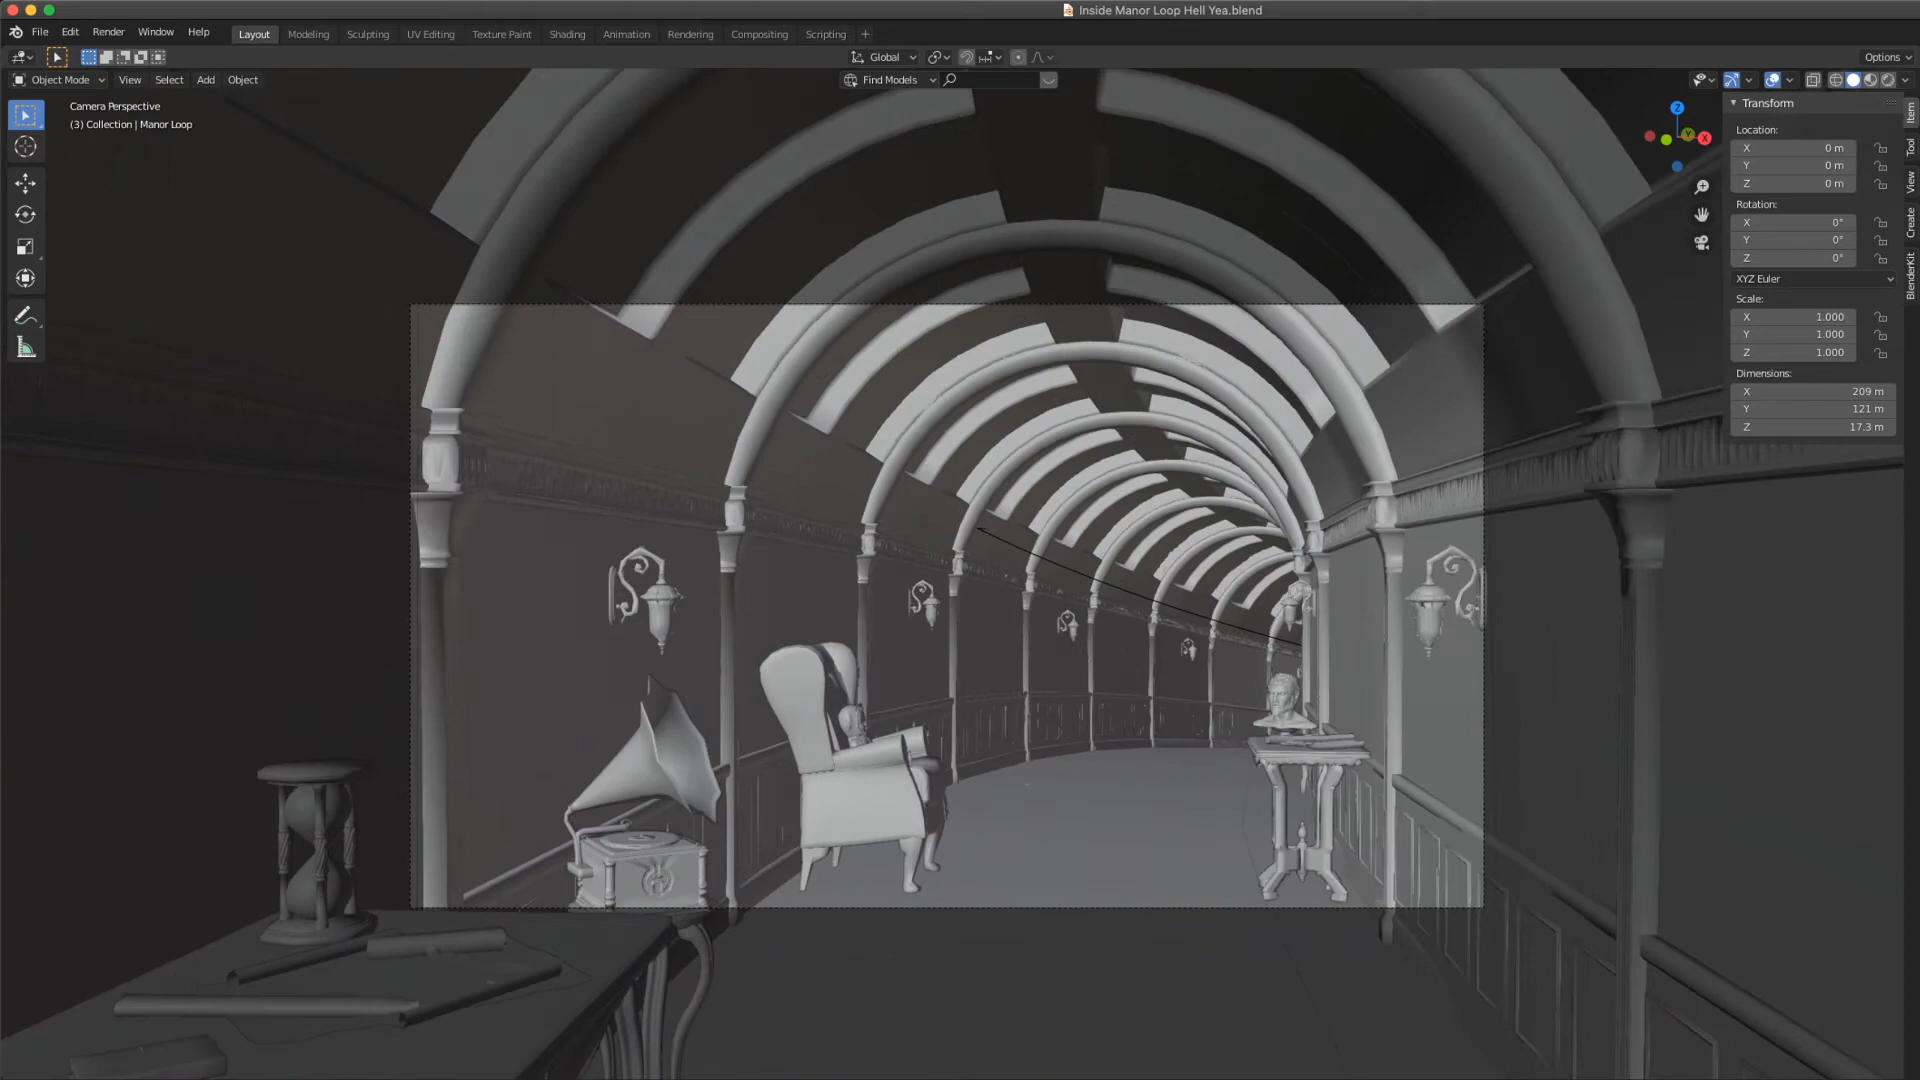 Inside Manor Loop Hell Yea.blend
File Edit Render Window Help
Layout Modeling Sculpting UV Editing Texture Paint Shading Animation Rendering Compositing Scripting +
Global
Options
Object Mode View Select Add Object
Find Models
Camera Perspective
(3) Collection | Manor Loop
Z
Y
X
Transform
Location:
X 0 m
Y 0 m
Z 0 m
Rotation:
X 0°
Y 0°
Z 0°
XYZ Euler
Scale:
X 1.000
Y 1.000
Z 1.000
Dimensions:
X 209 m
Y 121 m
Z 17.3 m
Item
Tool
View
Create
BlenderKit